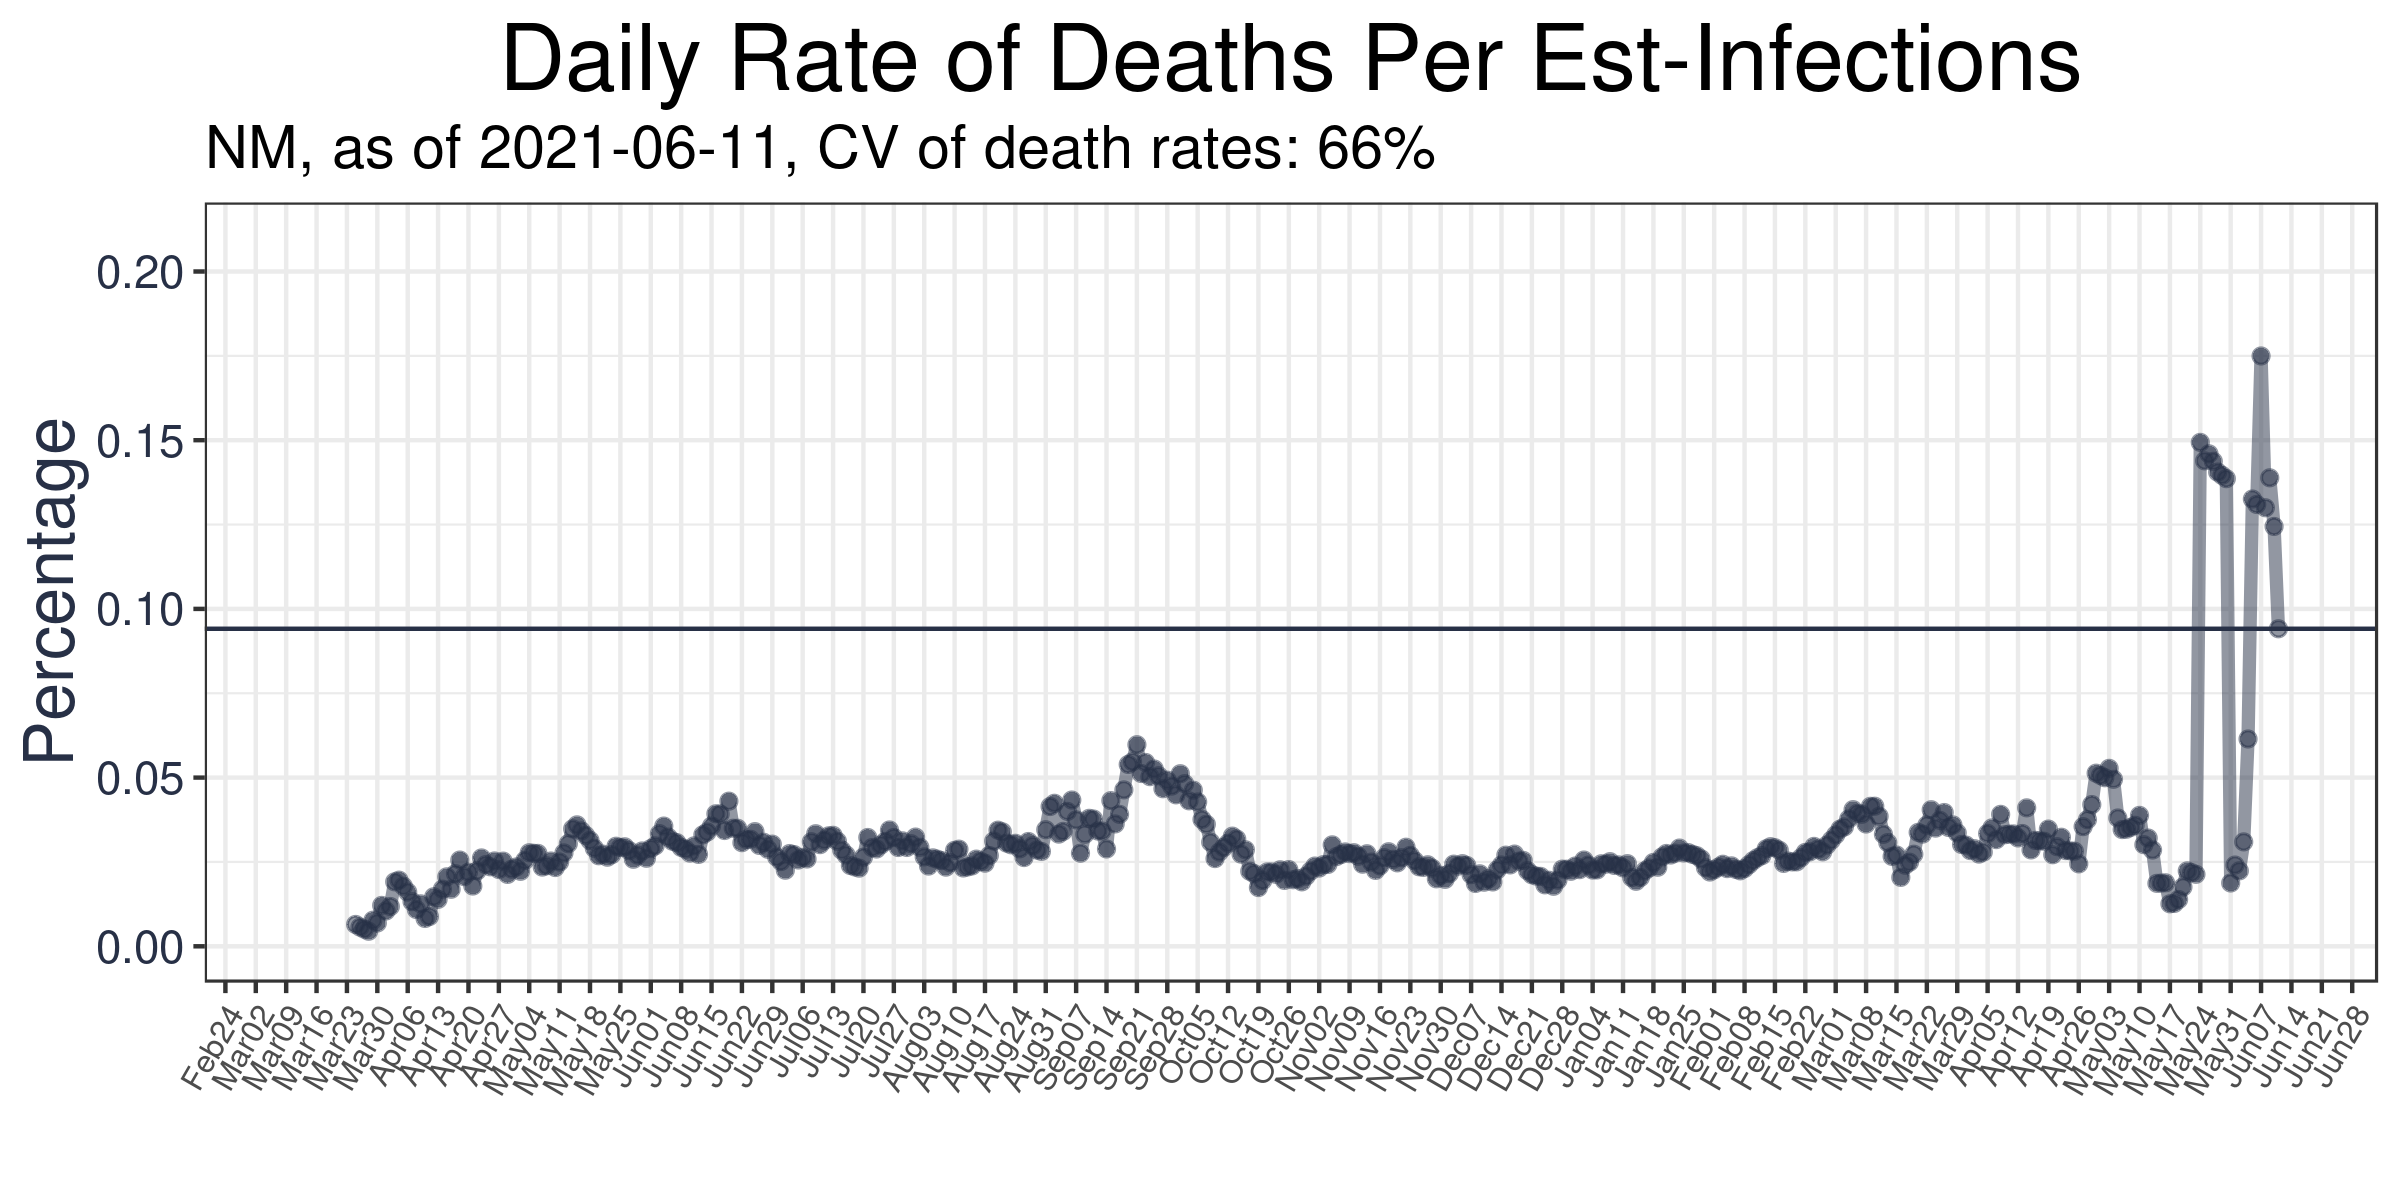 Daily Rate of Deaths Per Est-Infections
NM, as of 2021-06-11, CV of death rates: 66%
Percentage
0.20
0.15
0.10
0.05
0.00
Feb24
Mar02
Mar09
Mar16
Mar23
Mar30
Apr06
Apr13
Apr20
Apr27
May04
May11
May18
May25
Jun01
Jun08
Jun15
Jun22
Jun29
Jul06
Jul13
Jul20
Jul27
Aug03
Aug10
Aug17
Aug24
Aug31
Sep07
Sep14
Sep21
Sep28
Oct05
Oct12
Oct19
Oct26
Nov02
Nov09
Nov16
Nov23
Nov30
Dec07
Dec14
Dec21
Dec28
Jan04
Jan11
Jan18
Jan25
Feb01
Feb08
Feb15
Feb22
Mar01
Mar08
Mar15
Mar22
Mar29
Apr05
Apr12
Apr19
Apr26
May03
May10
May17
May24
May31
Jun07
Jun14
Jun21
Jun28